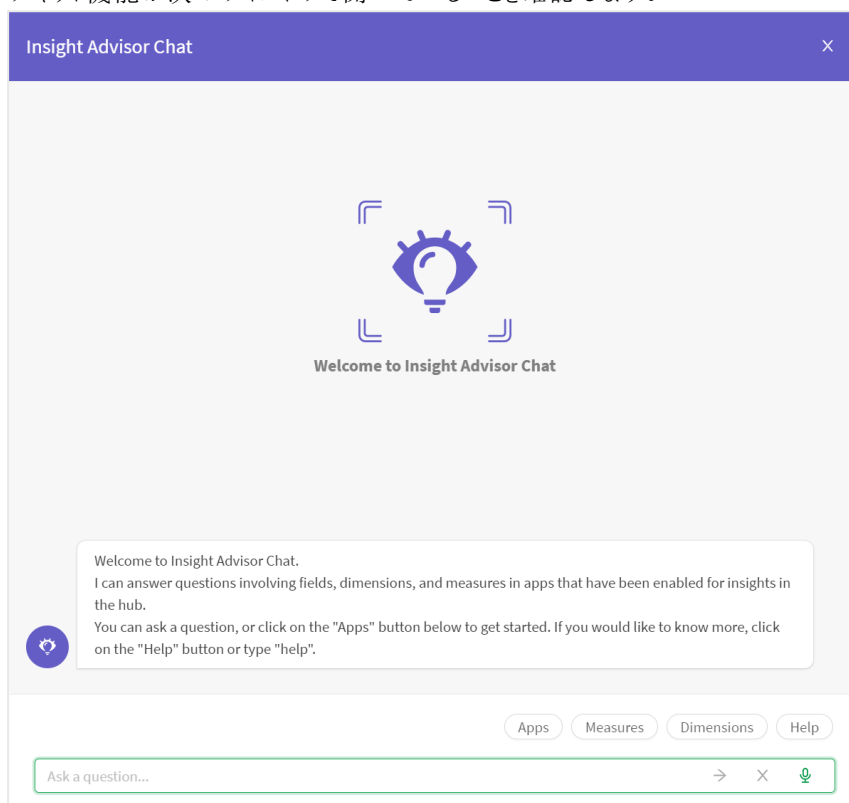 Insight Advisor Chat
Welcome to Insight Advisor Chat
Welcome to Insight Advisor Chat.
I can answer questions involving fields, dimensions, and measures in apps that have been enabled for insights in
the hub.
You can ask a question, or click on the "Apps" button below to get started. If you would like to know more, click
on the "Help" button or type "help".
Apps Measures Dimensions Help
Ask a question...